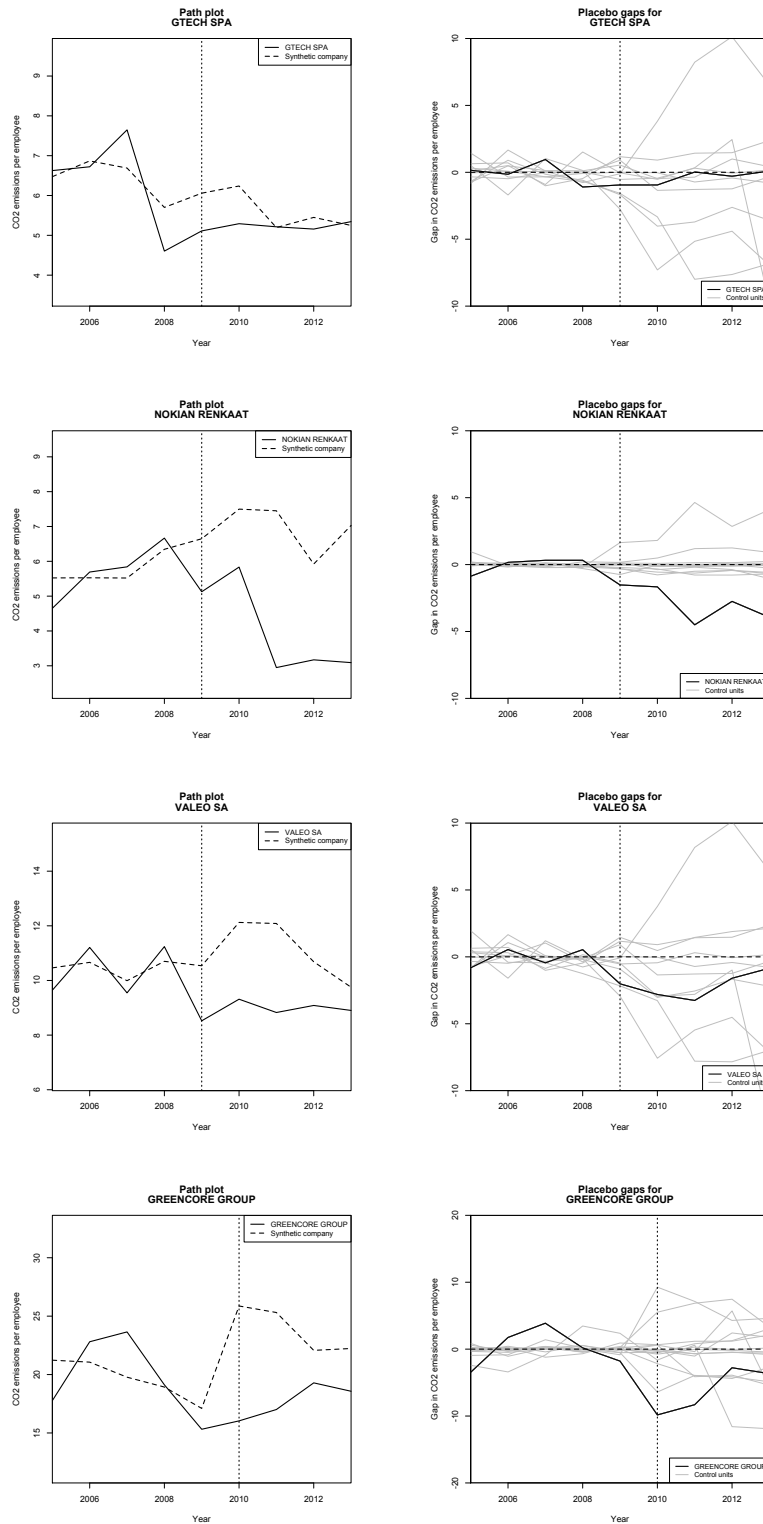 Path plot
GTECH SPA
GTECH SPA
Synthetic company
CO2 emissions per employee
9
8
7
6
5
4
2006 2008 2010 2012
Year
Placebo gaps for
GTECH SPA
Gap in CO2 emissions per employee
10
5
0
-5
-10
GTECH SPA
Control units
2006 2008 2010 2012
Year
Path plot
NOKIAN RENKAAT
NOKIAN RENKAAT
Synthetic company
CO2 emissions per employee
9
8
7
6
5
4
3
2006 2008 2010 2012
Year
Placebo gaps for
NOKIAN RENKAAT
Gap in CO2 emissions per employee
10
5
0
-5
-10
NOKIAN RENKAAT
Control units
2006 2008 2010 2012
Year
Path plot
VALEO SA
VALEO SA
Synthetic company
CO2 emissions per employee
14
12
10
8
6
2006 2008 2010 2012
Year
Placebo gaps for
VALEO SA
Gap in CO2 emissions per employee
10
5
0
-5
-10
VALEO SA
Control units
2006 2008 2010 2012
Year
Path plot
GREENCORE GROUP
GREENCORE GROUP
Synthetic company
CO2 emissions per employee
30
25
20
15
2006 2008 2010 2012
Year
Placebo gaps for
GREENCORE GROUP
Gap in CO2 emissions per employee
20
10
0
-10
-20
GREENCORE GROUP
Control units
2006 2008 2010 2012
Year